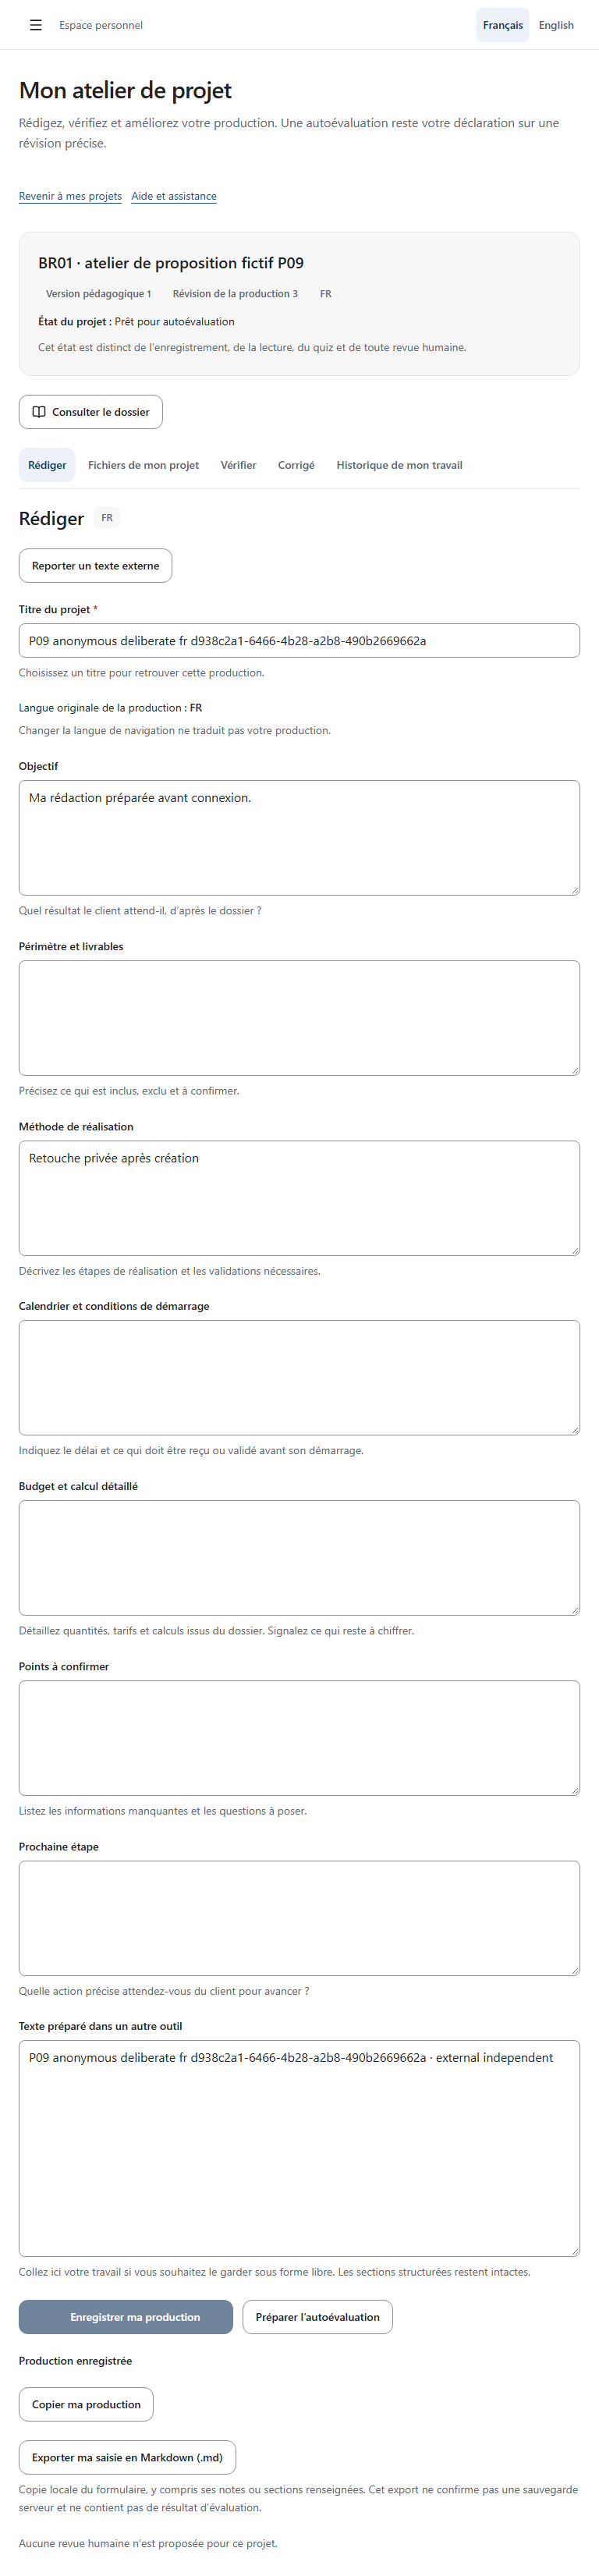 Espace personnel
Français
English
Mon atelier de projet
Rédigez, vérifiez et améliorez votre production. Une autoévaluation reste votre déclaration sur une
révision précise.
Revenir à mes projets
Aide et assistance
BR01 · atelier de proposition fictif P09
Version pédagogique 1
Révision de la production 3
FR
État du projet : Prêt pour autoévaluation
Cet état est distinct de l’enregistrement, de la lecture, du quiz et de toute revue humaine.
Consulter le dossier
Rédiger
Fichiers de mon projet
Vérifier
Corrigé
Historique de mon travail
Rédiger
FR
Reporter un texte externe
Titre du projet *
P09 anonymous deliberate fr d938c2a1-6466-4b28-a2b8-490b2669662a
Choisissez un titre pour retrouver cette production.
Langue originale de la production : FR
Changer la langue de navigation ne traduit pas votre production.
Objectif
Ma rédaction préparée avant connexion.
Quel résultat le client attend-il, d’après le dossier ?
Périmètre et livrables
Précisez ce qui est inclus, exclu et à confirmer.
Méthode de réalisation
Retouche privée après création
Décrivez les étapes de réalisation et les validations nécessaires.
Calendrier et conditions de démarrage
Indiquez le délai et ce qui doit être reçu ou validé avant son démarrage.
Budget et calcul détaillé
Détaillez quantités, tarifs et calculs issus du dossier. Signalez ce qui reste à chiffrer.
Points à confirmer
Listez les informations manquantes et les questions à poser.
Prochaine étape
Quelle action précise attendez-vous du client pour avancer ?
Texte préparé dans un autre outil
P09 anonymous deliberate fr d938c2a1-6466-4b28-a2b8-490b2669662a · external independent
Collez ici votre travail si vous souhaitez le garder sous forme libre. Les sections structurées restent intactes.
Enregistrer ma production
Préparer l’autoévaluation
Production enregistrée
Copier ma production
Exporter ma saisie en Markdown (.md)
Copie locale du formulaire, y compris ses notes ou sections renseignées. Cet export ne confirme pas une sauvegarde
serveur et ne contient pas de résultat d’évaluation.
Aucune revue humaine n’est proposée pour ce projet.